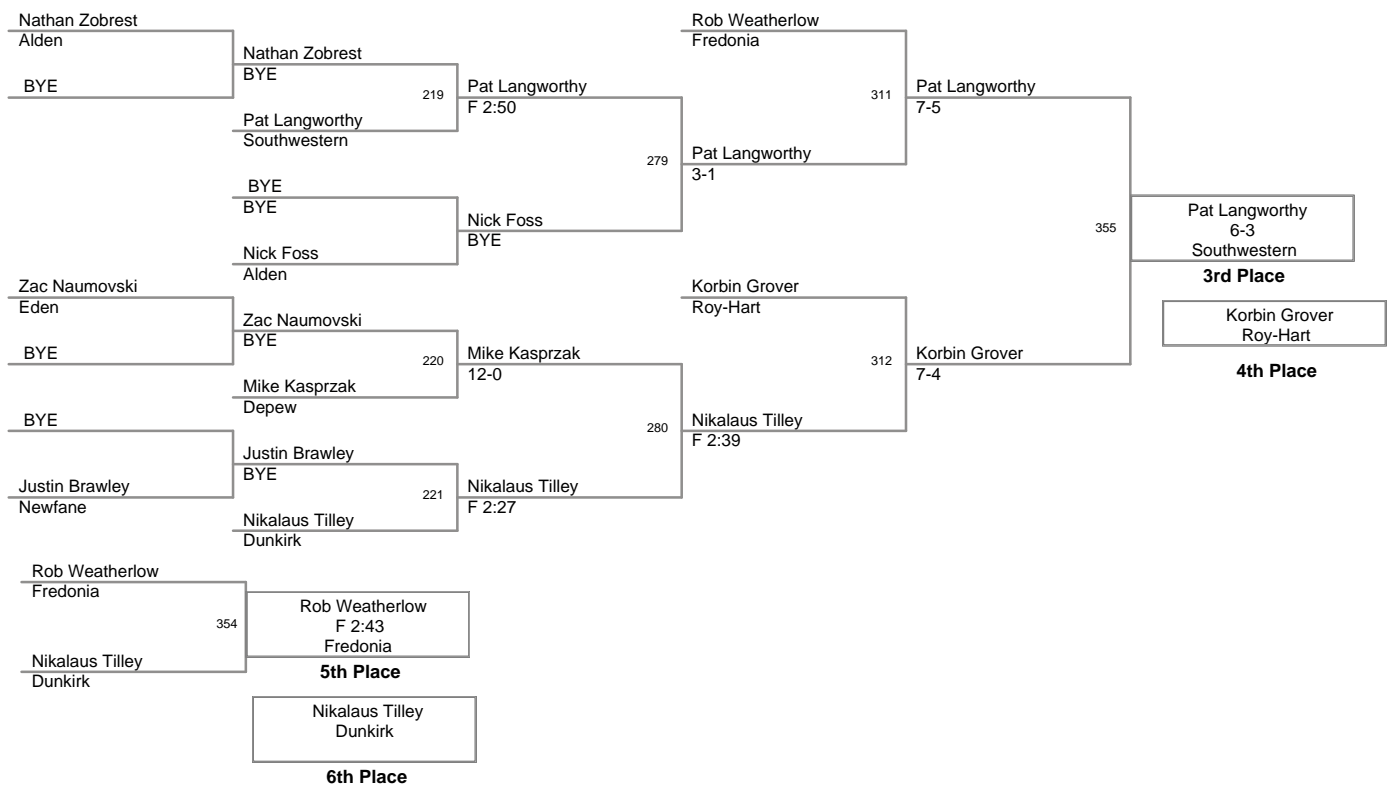 Nathan Zobrest
Alden
BYE
Nathan Zobrest
BYE
219
Pat Langworthy
Southwestern
Pat Langworthy
F 2:50
BYE
BYE
Nick Foss
Alden
Nick Foss
BYE
279
Pat Langworthy
3-1
Rob Weatherlow
Fredonia
311
Pat Langworthy
7-5
Zac Naumovski
Eden
BYE
Zac Naumovski
BYE
220
Mike Kasprzak
Depew
Mike Kasprzak
12-0
BYE
Justin Brawley
Newfane
Justin Brawley
BYE
221
Nikalaus Tilley
Dunkirk
Nikalaus Tilley
F 2:27
280
Nikalaus Tilley
F 2:39
Korbin Grover
Roy-Hart
312
Korbin Grover
7-4
355
Pat Langworthy
6-3
Southwestern
3rd Place
Korbin Grover
Roy-Hart
4th Place
Rob Weatherlow
Fredonia
354
Nikalaus Tilley
Dunkirk
Rob Weatherlow
F 2:43
Fredonia
5th Place
Nikalaus Tilley
Dunkirk
6th Place